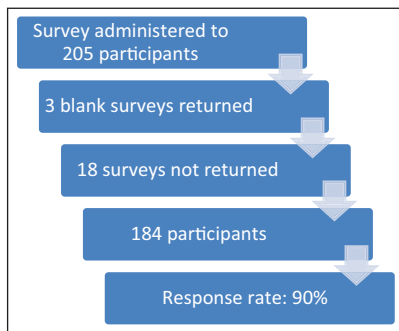 Survey administered to
205 participants
3 blank surveys returned
18 surveys not returned
184 participants
Response rate: 90%